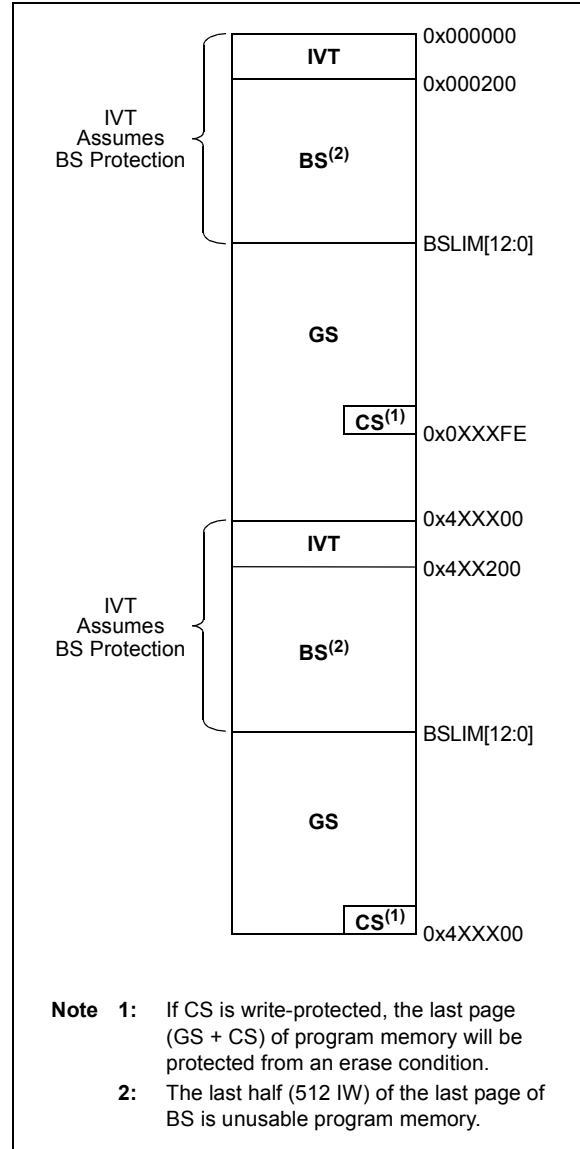 0x000000
IVT
0x000200
IVT
Assumes
BS Protection
BS(2)
BSLIM[12:0]
GS
CS(1)
0x0XXXFE
0x4XXX00
IVT
0x4XX200
IVT
Assumes
BS Protection
BS(2)
BSLIM[12:0]
GS
CS(1)
0x4XXX00
Note 1: If CS is write-protected, the last page
(GS + CS) of program memory will be
protected from an erase condition.
2: The last half (512 IW) of the last page of
BS is unusable program memory.